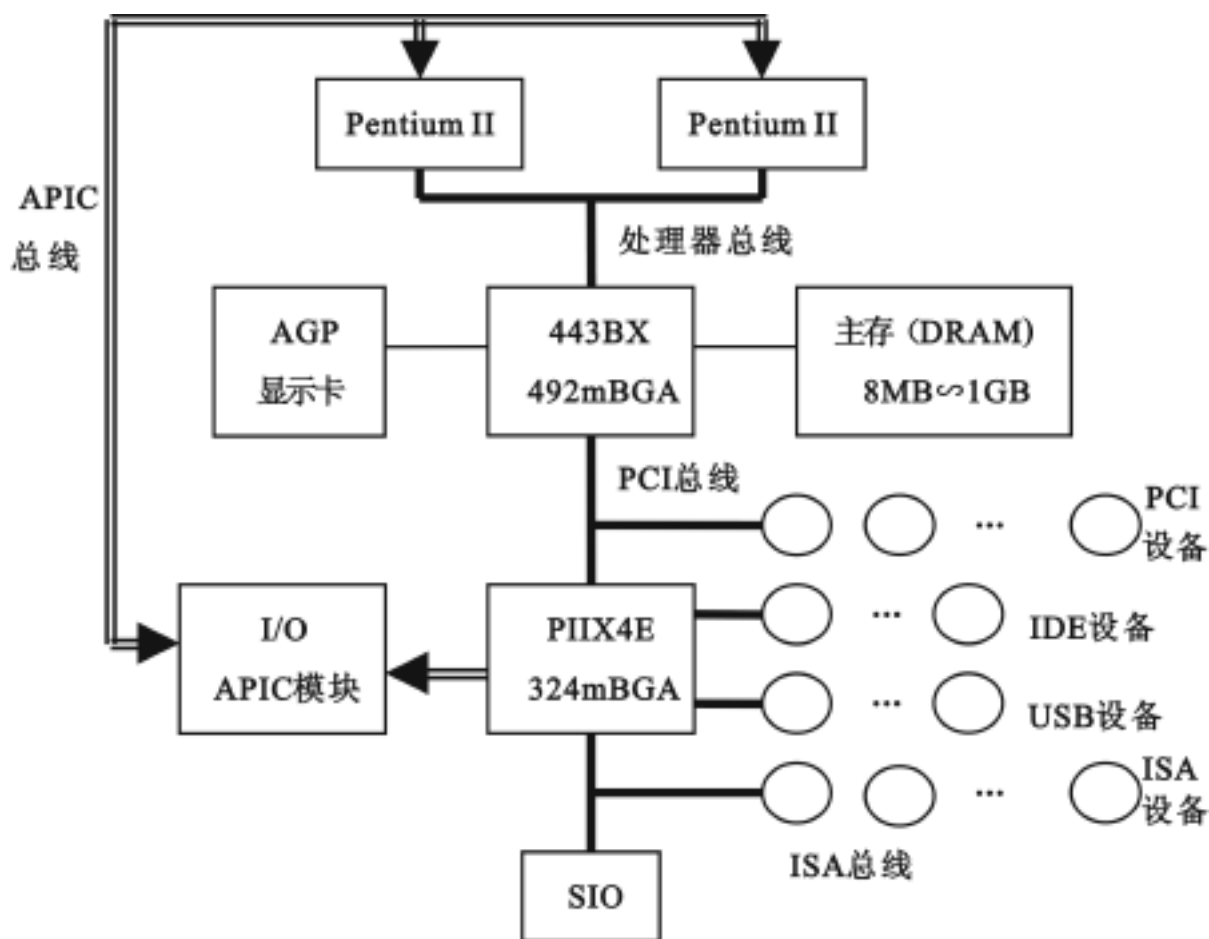 Pentium II
Pentium II
APIC
总线
处理器总线
AGP
显示卡
443BX
492mBGA
主存 (DRAM)
8MB∽1GB
PCI总线
...
PCI
设备
I/O
APIC模块
PIIX4E
324mBGA
...
IDE设备
...
USB设备
...
ISA
设备
ISA总线
SIO